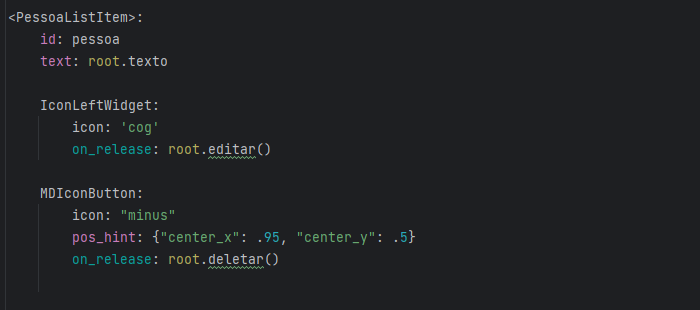 <PessoaListItem>:
    id: pessoa
    text: root.texto
    IconLeftWidget:
        icon: 'cog'
        on_release: root.editar()
    MDIconButton:
        icon: "minus"
        pos_hint: {"center_x": .95, "center_y": .5}
        on_release: root.deletar()